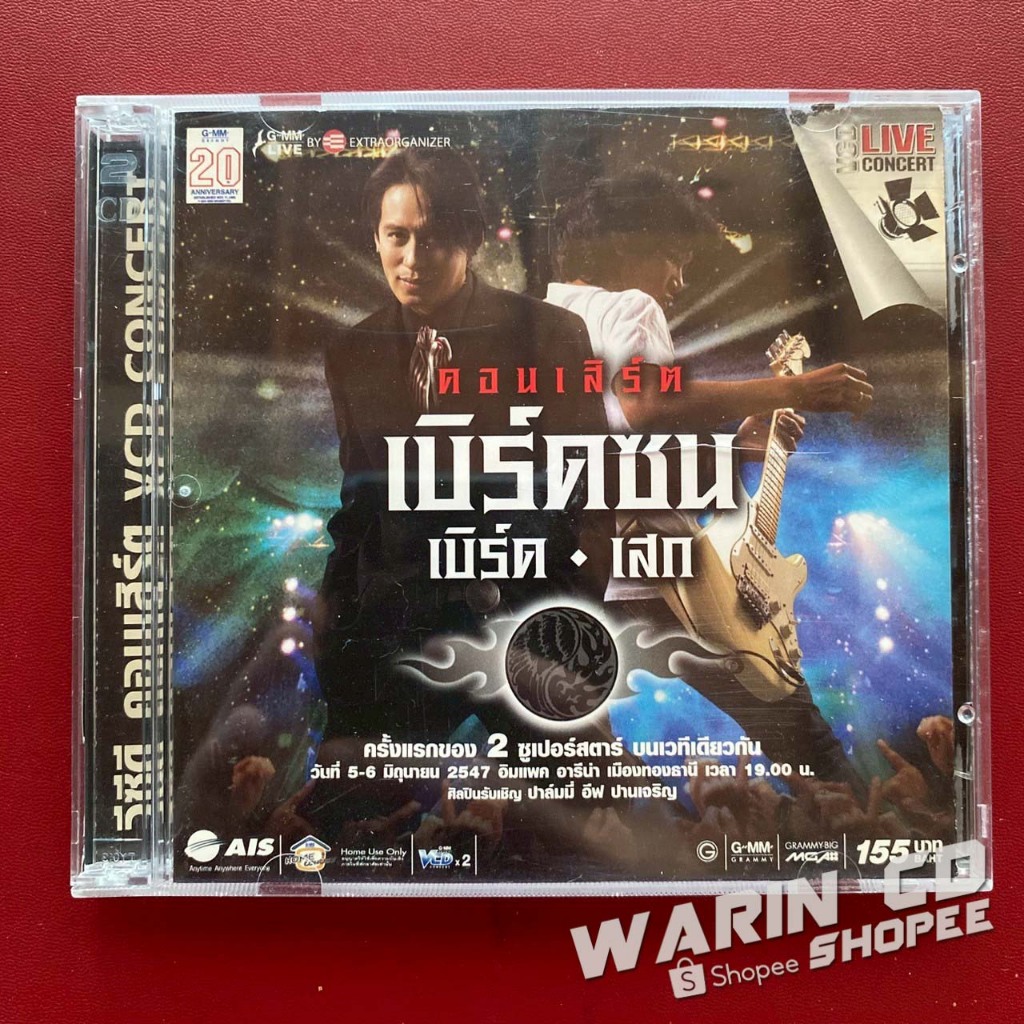 2
CD
วีซีดี คอนเสิร์ต VCD CONCERT
G-MM
GRAMMY
20
ANNIVERSARY
G-MM LIVE BY EXTRAORGANIZER
VCD LIVE CONCERT
คอนเสิร์ต
เบิร์ดซน
เบิร์ด · เสก
ครั้งแรกของ 2 ซูเปอร์สตาร์ บนเวทีเดียวกัน
วันที่ 5-6 มิถุนายน 2547 อิมแพค อารีน่า เมืองทองธานี เวลา 19.00 น.
ศิลปินรับเชิญ ปาล์มมี่ อีฟ ปานเจริญ
AIS
Anytime Anywhere Everyone
HOME
Home Use Only
VCD x 2
G
G-MM
GRAMMY
GRAMMY BIG
MGA
155 บาท
BAHT
WARIN CD
SHOPEE
S Shopee